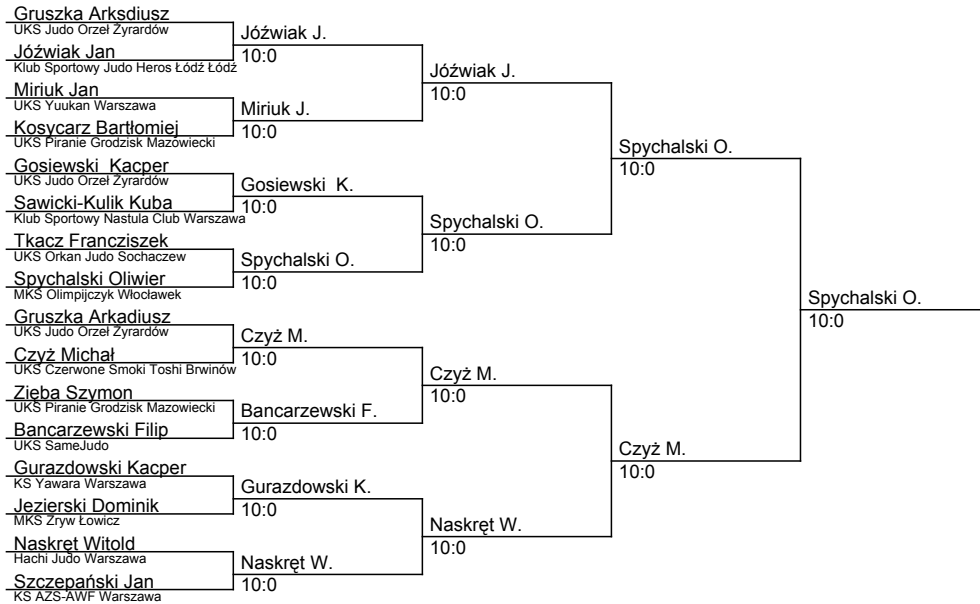 Gruszka Arksdiusz
UKS Judo Orzeł Żyrardów
Jóźwiak Jan
Klub Sportowy Judo Heros Łódź Łódź
Miriuk Jan
UKS Yuukan Warszawa
Kosycarz Bartłomiej
UKS Piranie Grodzisk Mazowiecki
Gosiewski  Kacper
UKS Judo Orzeł Żyrardów
Sawicki-Kulik Kuba
Klub Sportowy Nastula Club Warszawa
Tkacz Francziszek
UKS Orkan Judo Sochaczew
Spychalski Oliwier
MKS Olimpijczyk Włocławek
Gruszka Arkadiusz
UKS Judo Orzeł Żyrardów
Czyż Michał
UKS Czerwone Smoki Toshi Brwinów
Zięba Szymon
UKS Piranie Grodzisk Mazowiecki
Bancarzewski Filip
UKS SameJudo
Gurazdowski Kacper
KS Yawara Warszawa
Jezierski Dominik
MKS Zryw Łowicz
Naskręt Witold
Hachi Judo Warszawa
Szczepański Jan
KS AZS-AWF Warszawa
Jóźwiak J.
10:0
Miriuk J.
10:0
Gosiewski  K.
10:0
Spychalski O.
10:0
Czyż M.
10:0
Bancarzewski F.
10:0
Gurazdowski K.
10:0
Naskręt W.
10:0
Jóźwiak J.
10:0
Spychalski O.
10:0
Czyż M.
10:0
Naskręt W.
10:0
Spychalski O.
10:0
Czyż M.
10:0
Spychalski O.
10:0